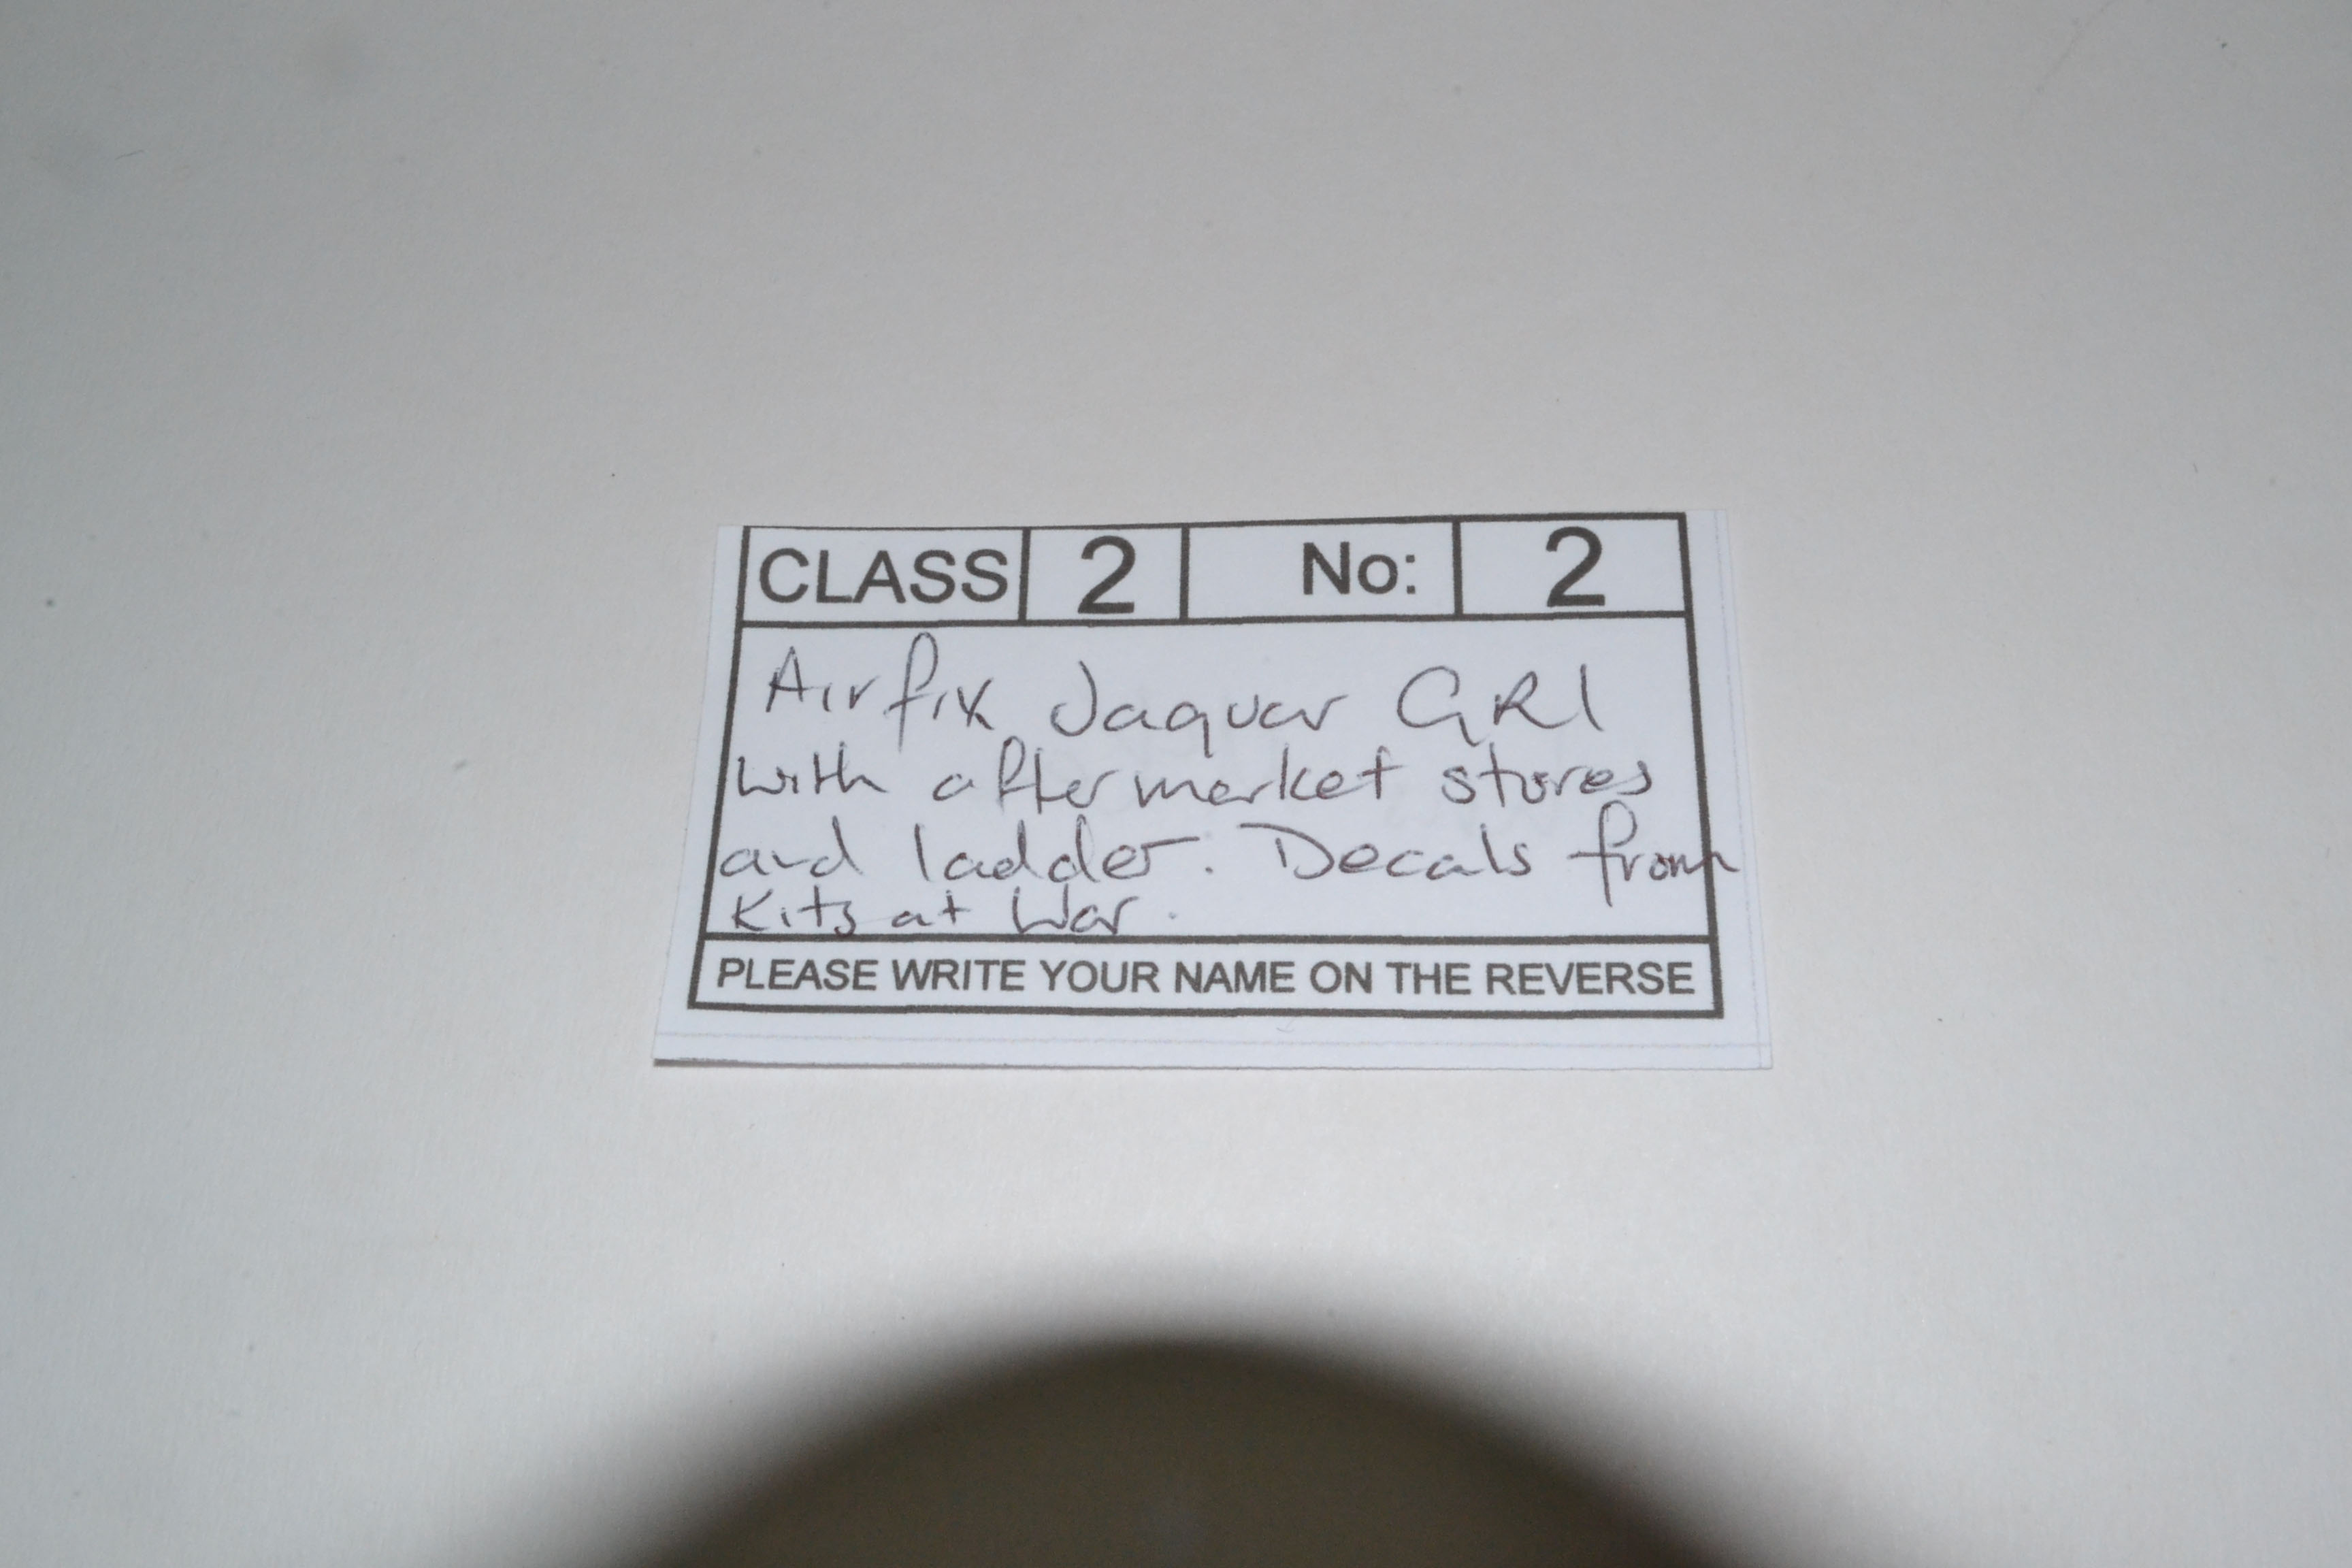 CLASS 2 No: 2
Airfix Jaguar GR1
with aftermarket stores
and ladder. Decals from
Kits at War.
PLEASE WRITE YOUR NAME ON THE REVERSE